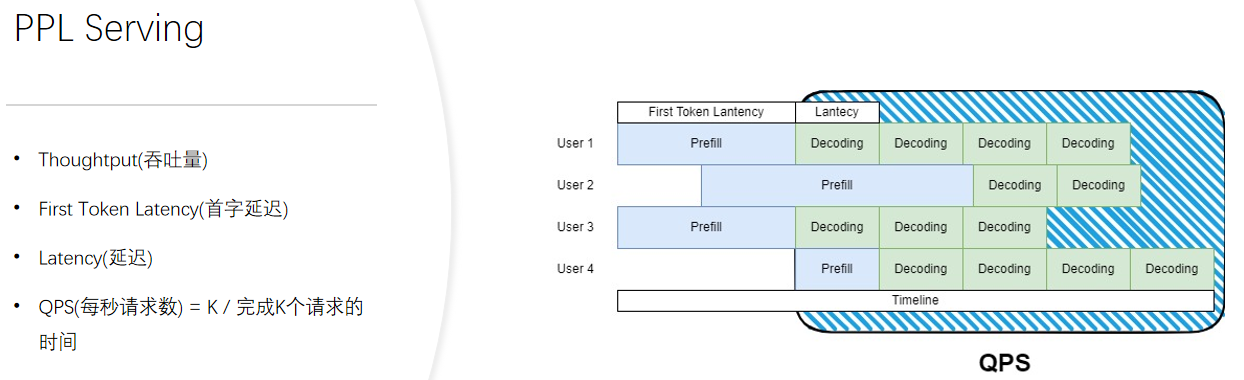 PPL Serving
• Thoughtput(吞吐量)
• First Token Latency(首字延迟)
• Latency(延迟)
• QPS(每秒请求数) = K / 完成K个请求的
时间
First Token Lantency Lantecy
User 1 Prefill Decoding Decoding Decoding Decoding
User 2 Prefill Decoding Decoding
User 3 Prefill Decoding Decoding Decoding
User 4 Prefill Decoding Decoding Decoding Decoding
Timeline
QPS